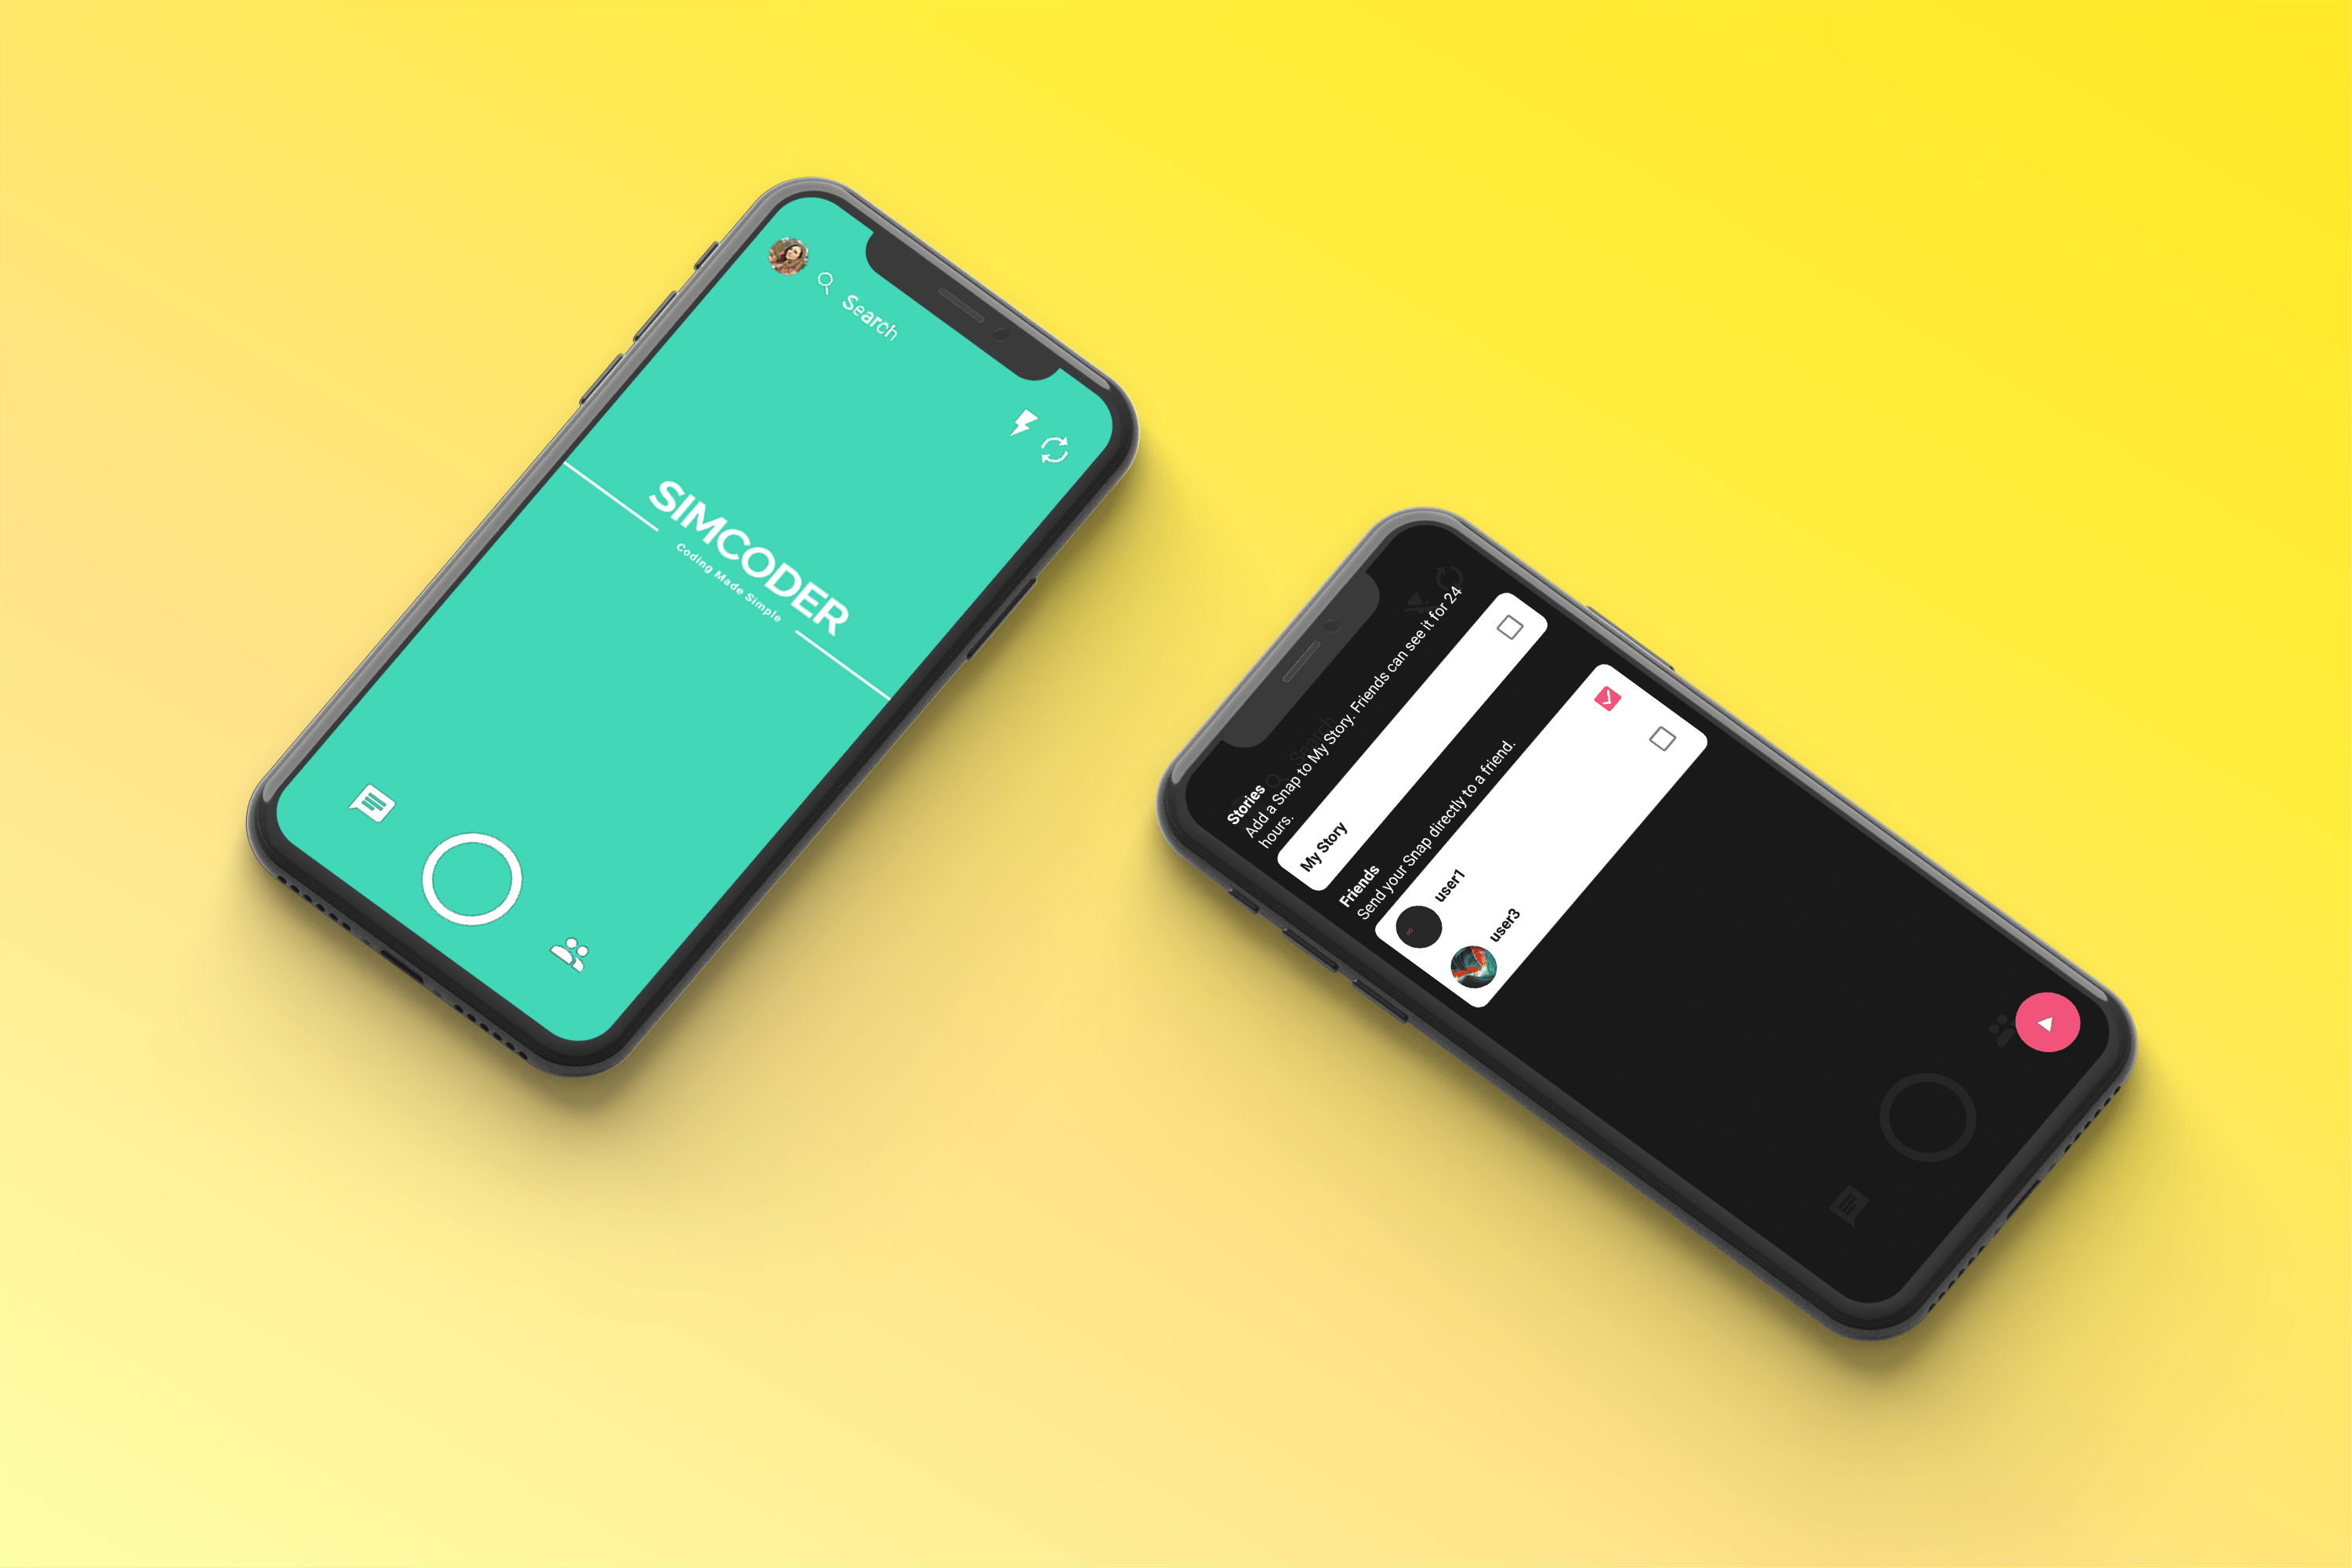 Search
SIMCODER
Coding Made Simple
Search
Stories
Add a Snap to My Story. Friends can see it for 24
hours.
My Story
Friends
Send your Snap directly to a friend.
user1
user3